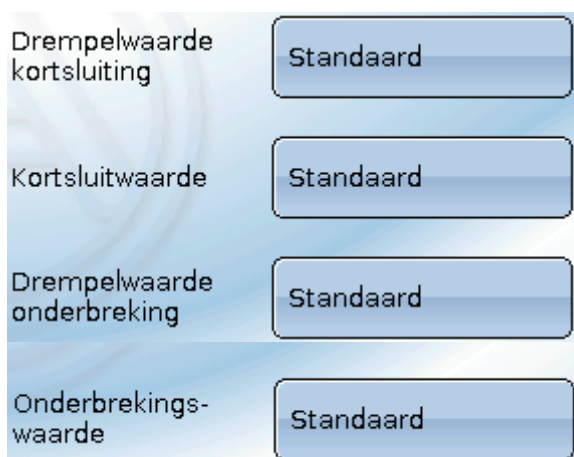 Drempelwaarde
kortsluiting
Standaard
Kortsluitwaarde
Standaard
Drempelwaarde
onderbreking
Standaard
Onderbrekings-
waarde
Standaard